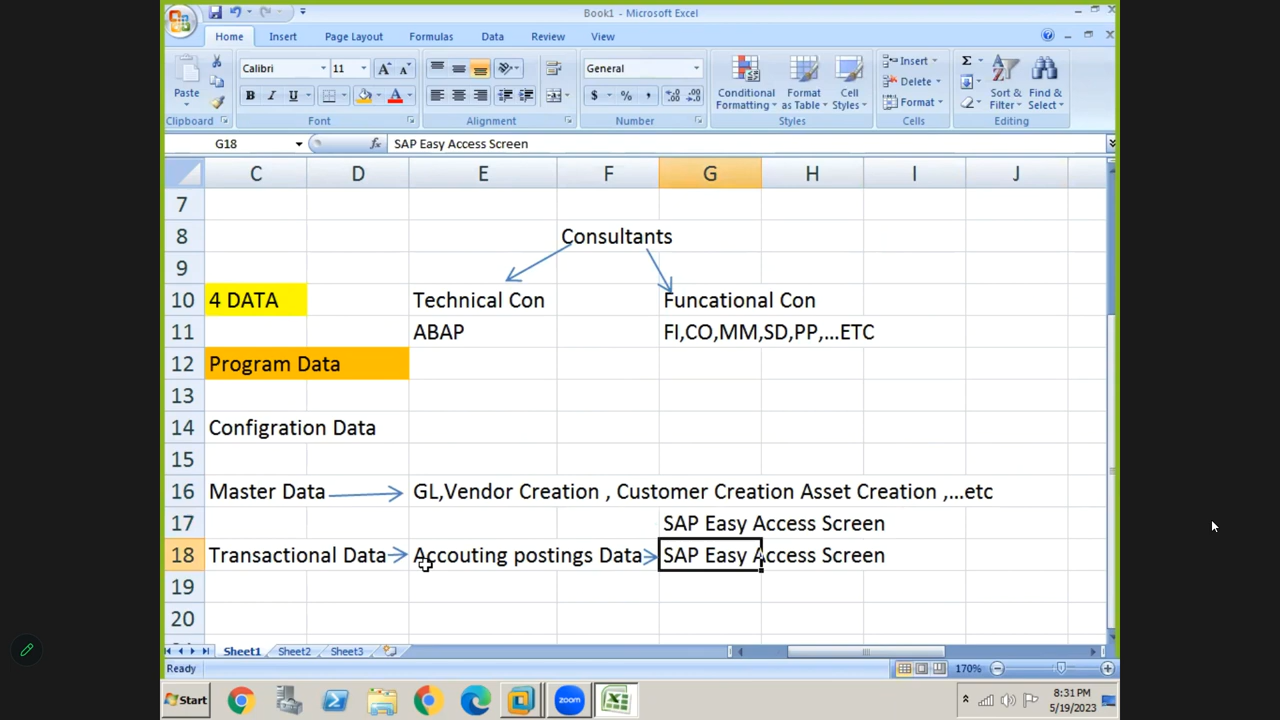 Book1 - Microsoft Excel
Home Insert Page Layout Formulas Data Review View
Paste Calibri 11 General Conditional Formatting Format as Table Cell Styles Insert Delete Format Sort & Filter Find & Select
Clipboard Font Alignment Number Styles Cells Editing
G18 fx SAP Easy Access Screen
C D E F G H I J
7
8 Consultants
9
10 4 DATA Technical Con Funcational Con
11 ABAP FI,CO,MM,SD,PP,...ETC
12 Program Data
13
14 Configration Data
15
16 Master Data GL,Vendor Creation , Customer Creation Asset Creation ,...etc
17 SAP Easy Access Screen
18 Transactional Data Accouting postings Data SAP Easy Access Screen
19
20
Sheet1 Sheet2 Sheet3
Ready 170%
Start zoom 8:31 PM
5/19/2023